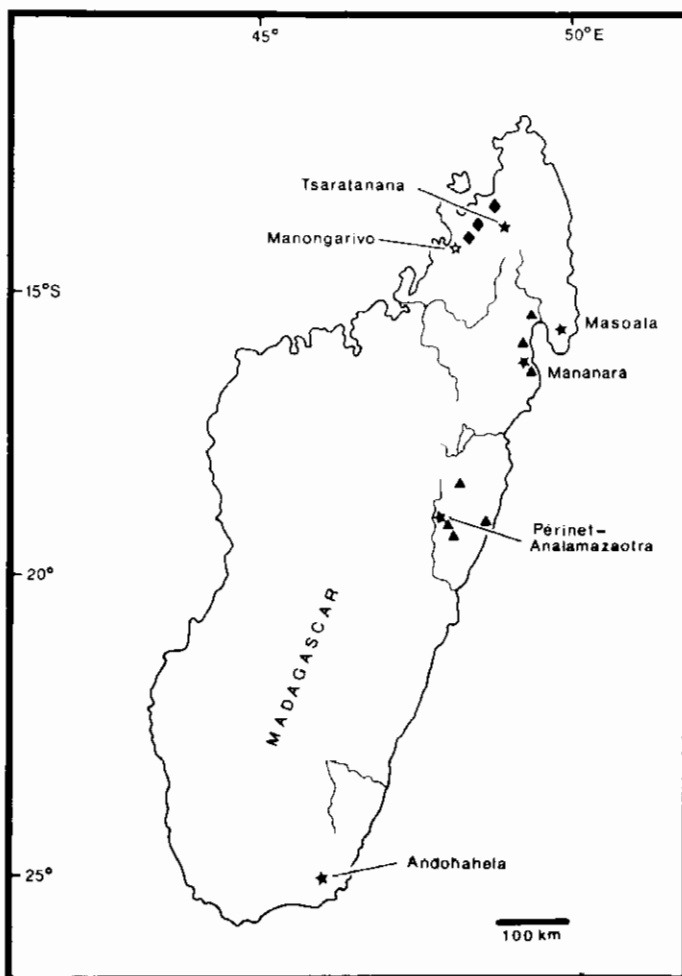 45°
50°E
Tsaratanana
Manongarivo
15°S
Masoala
Mananara
Périnet-
Analamazaotra
20°
MADAGASCAR
25°
Andohahela
100 km